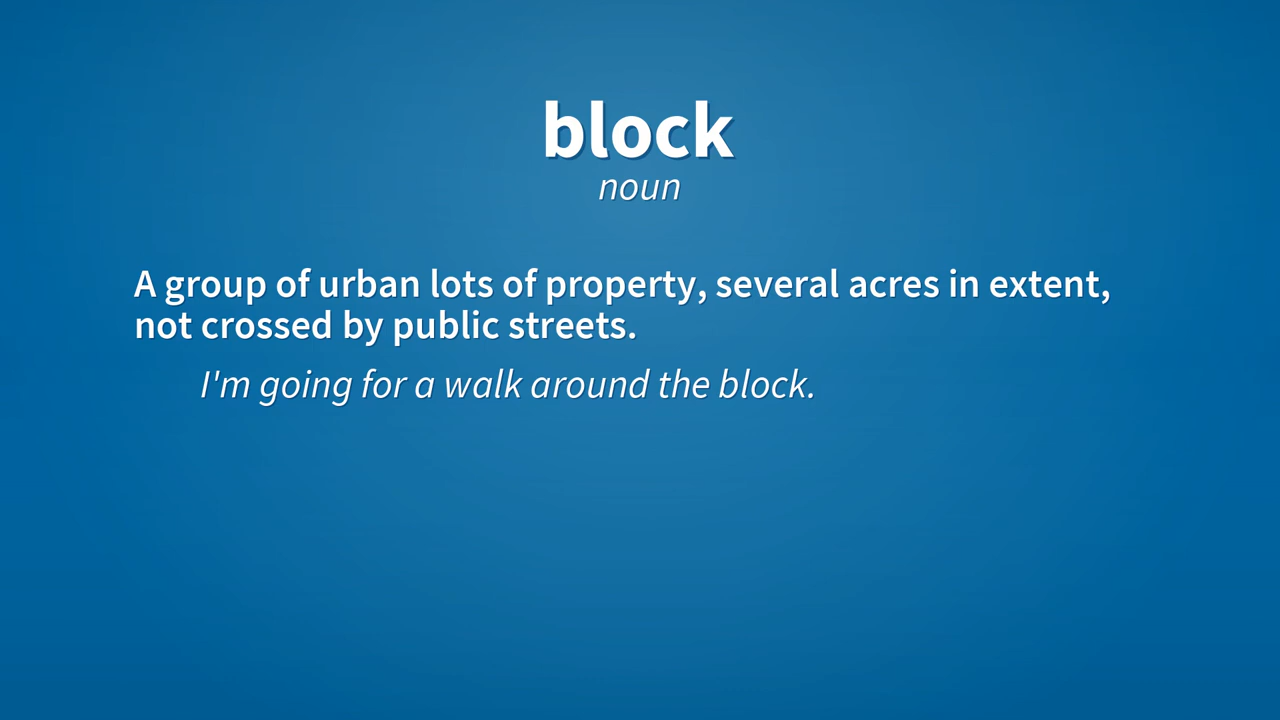 block
noun
A group of urban lots of property, several acres in extent,
not crossed by public streets.
I'm going for a walk around the block.